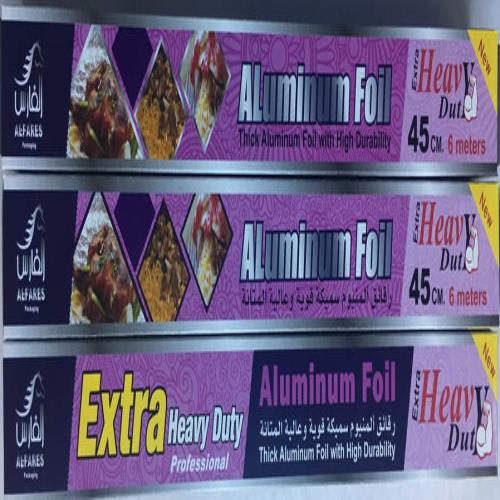 الفارس
ALFARES
Packaging
ALuminum Foil
Thick Aluminum Foil with High Durability
Extra
Heavy
Duty
45 CM. 6 meters
New
الفارس
ALFARES
Packaging
ALuminum Foil
رقائق المنيوم سميكة قوية وعالية المتانة
Extra
Heavy
Duty
45 CM. 6 meters
New
الفارس
ALFARES
Packaging
Extra
Heavy Duty
Professional
Aluminum Foil
رقائق المنيوم سميكة قوية وعالية المتانة
Thick Aluminum Foil with High Durability
Extra
Heavy
Duty
New